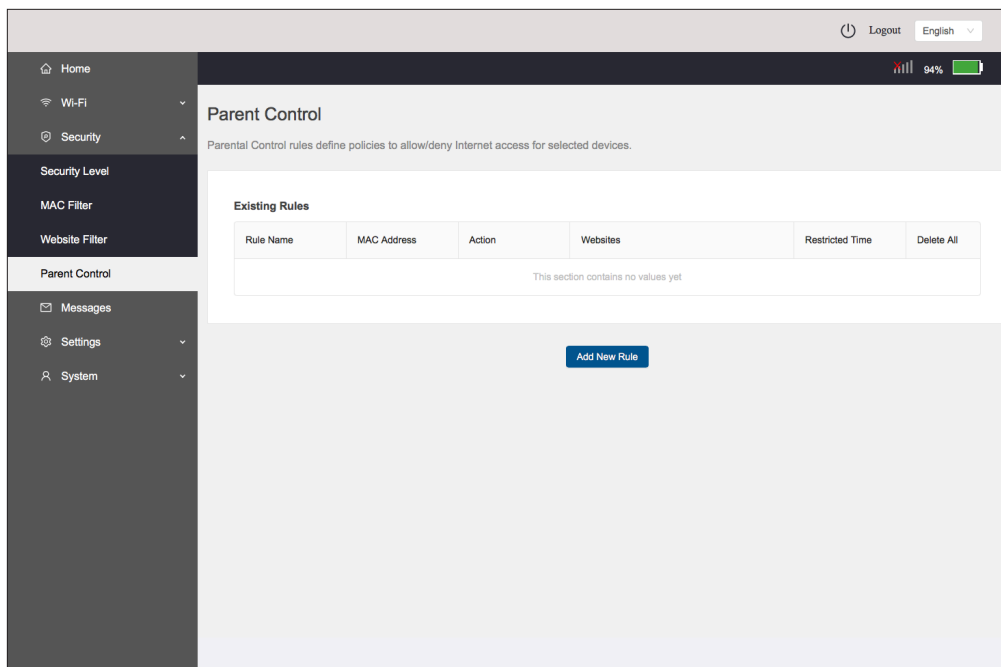 Logout English
Home
94%
Wi-Fi
Security
Security Level
MAC Filter
Website Filter
Parent Control
Messages
Settings
System
Parent Control
Parental Control rules define policies to allow/deny Internet access for selected devices.
Existing Rules
Rule Name MAC Address Action Websites Restricted Time Delete All
This section contains no values yet
Add New Rule